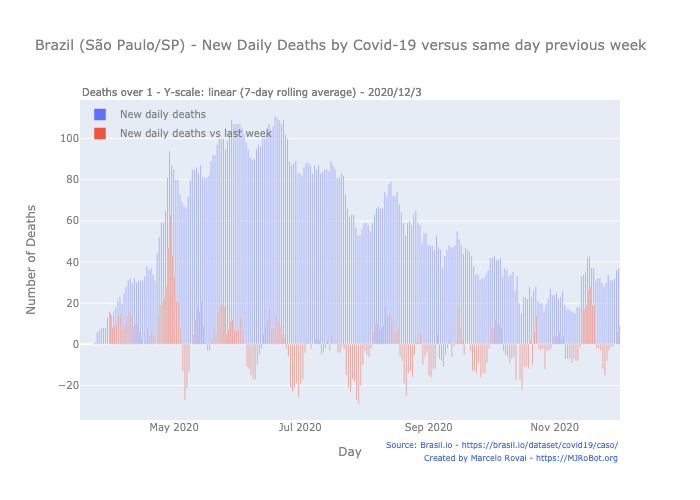 Brazil (São Paulo/SP) - New Daily Deaths by Covid-19 versus same day previous week
Deaths over 1 - Y-scale: linear (7-day rolling average) - 2020/12/3
New daily deaths
New daily deaths vs last week
Number of Deaths
100
80
60
40
20
0
−20
May 2020
Jul 2020
Sep 2020
Nov 2020
Day
Source: Brasil.io - https://brasil.io/dataset/covid19/caso/
Created by Marcelo Rovai - https://MJRoBot.org